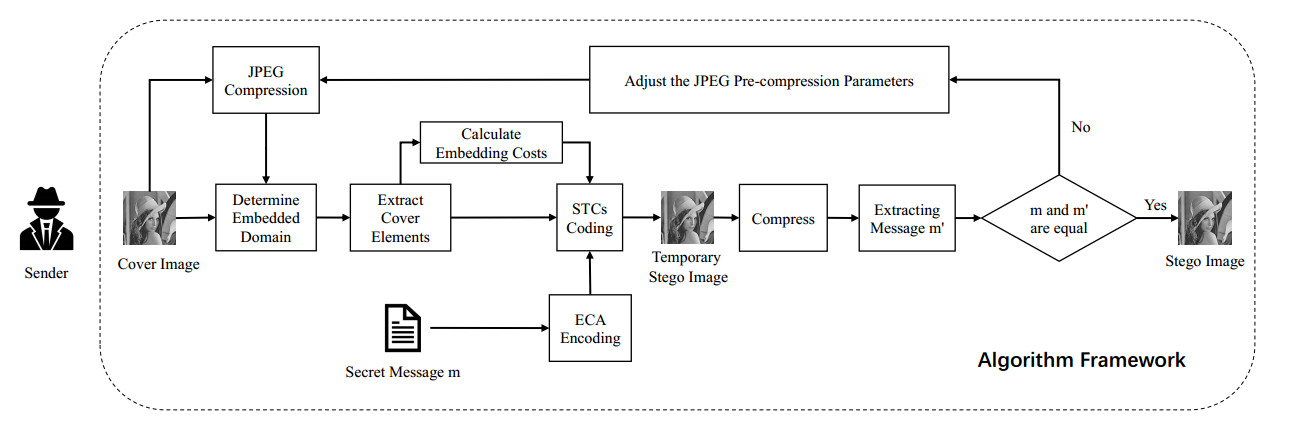 JPEG
Compression
Adjust the JPEG Pre-compression Parameters
No
Calculate
Embedding Costs
Determine
Embedded
Domain
Extract
Cover
Elements
STCs
Coding
Compress
Extracting
Message m'
m and m'
are equal
Yes
Sender
Cover Image
Temporary
Stego Image
Stego Image
ECA
Encoding
Secret Message m
Algorithm Framework